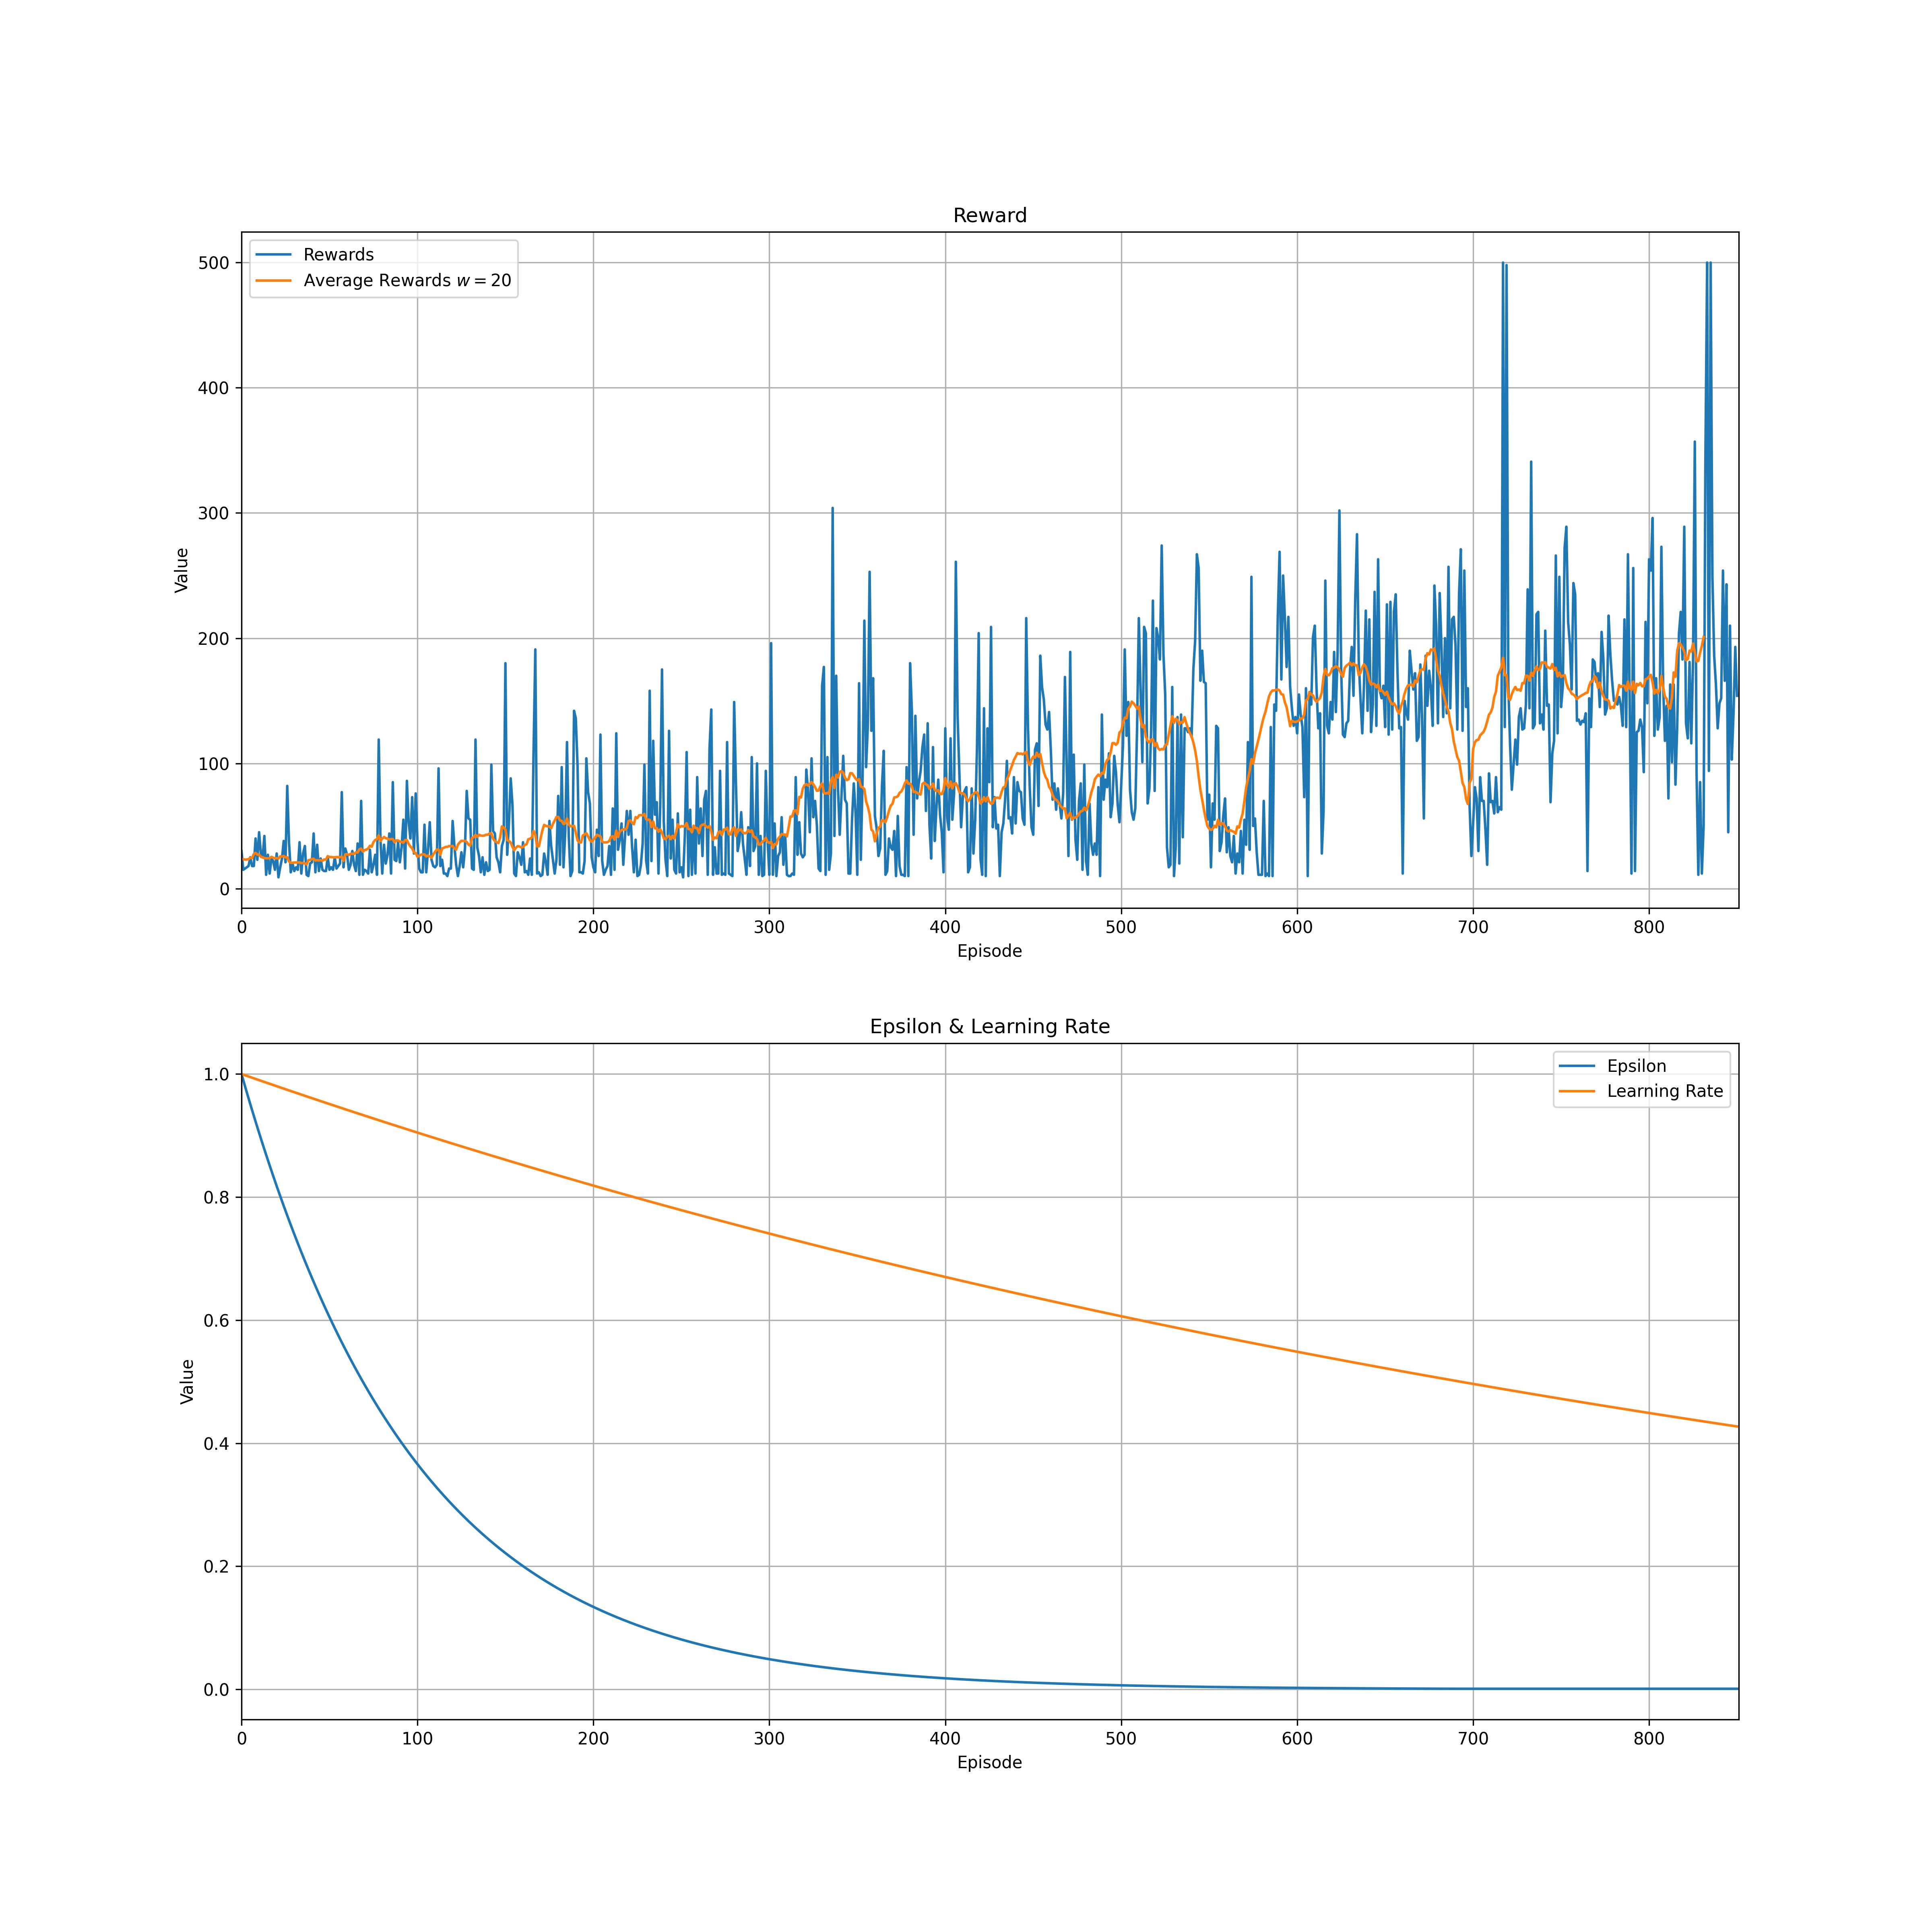 Reward
Rewards
Average Rewards w = 20
500
400
300
200
100
0
Value
0 100 200 300 400 500 600 700 800
Episode
Epsilon & Learning Rate
Epsilon
Learning Rate
1.0
0.8
0.6
0.4
0.2
0.0
Value
0 100 200 300 400 500 600 700 800
Episode